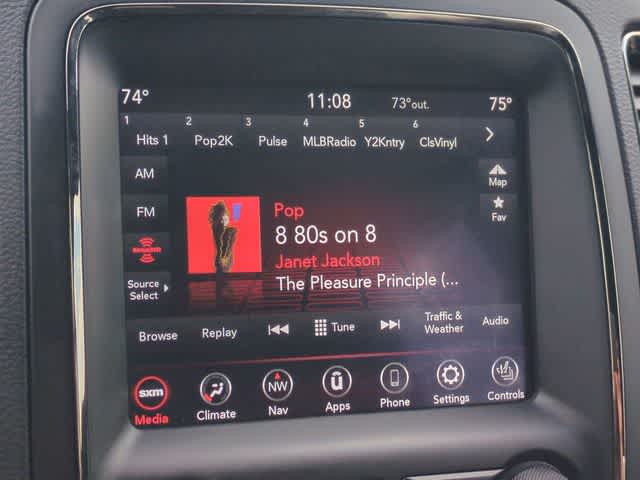 74° 11:08 73°out. 75°
1 2 3 4 5 6
Hits 1 Pop2K Pulse MLBRadio Y2Kntry ClsVinyl
AM
FM
SiriusXM
Source
Select
Map
Fav
Pop
8 80s on 8
Janet Jackson
The Pleasure Principle (...
Browse Replay Tune Traffic &
Weather Audio
sxm NW ū
Media Climate Nav Apps Phone Settings Controls